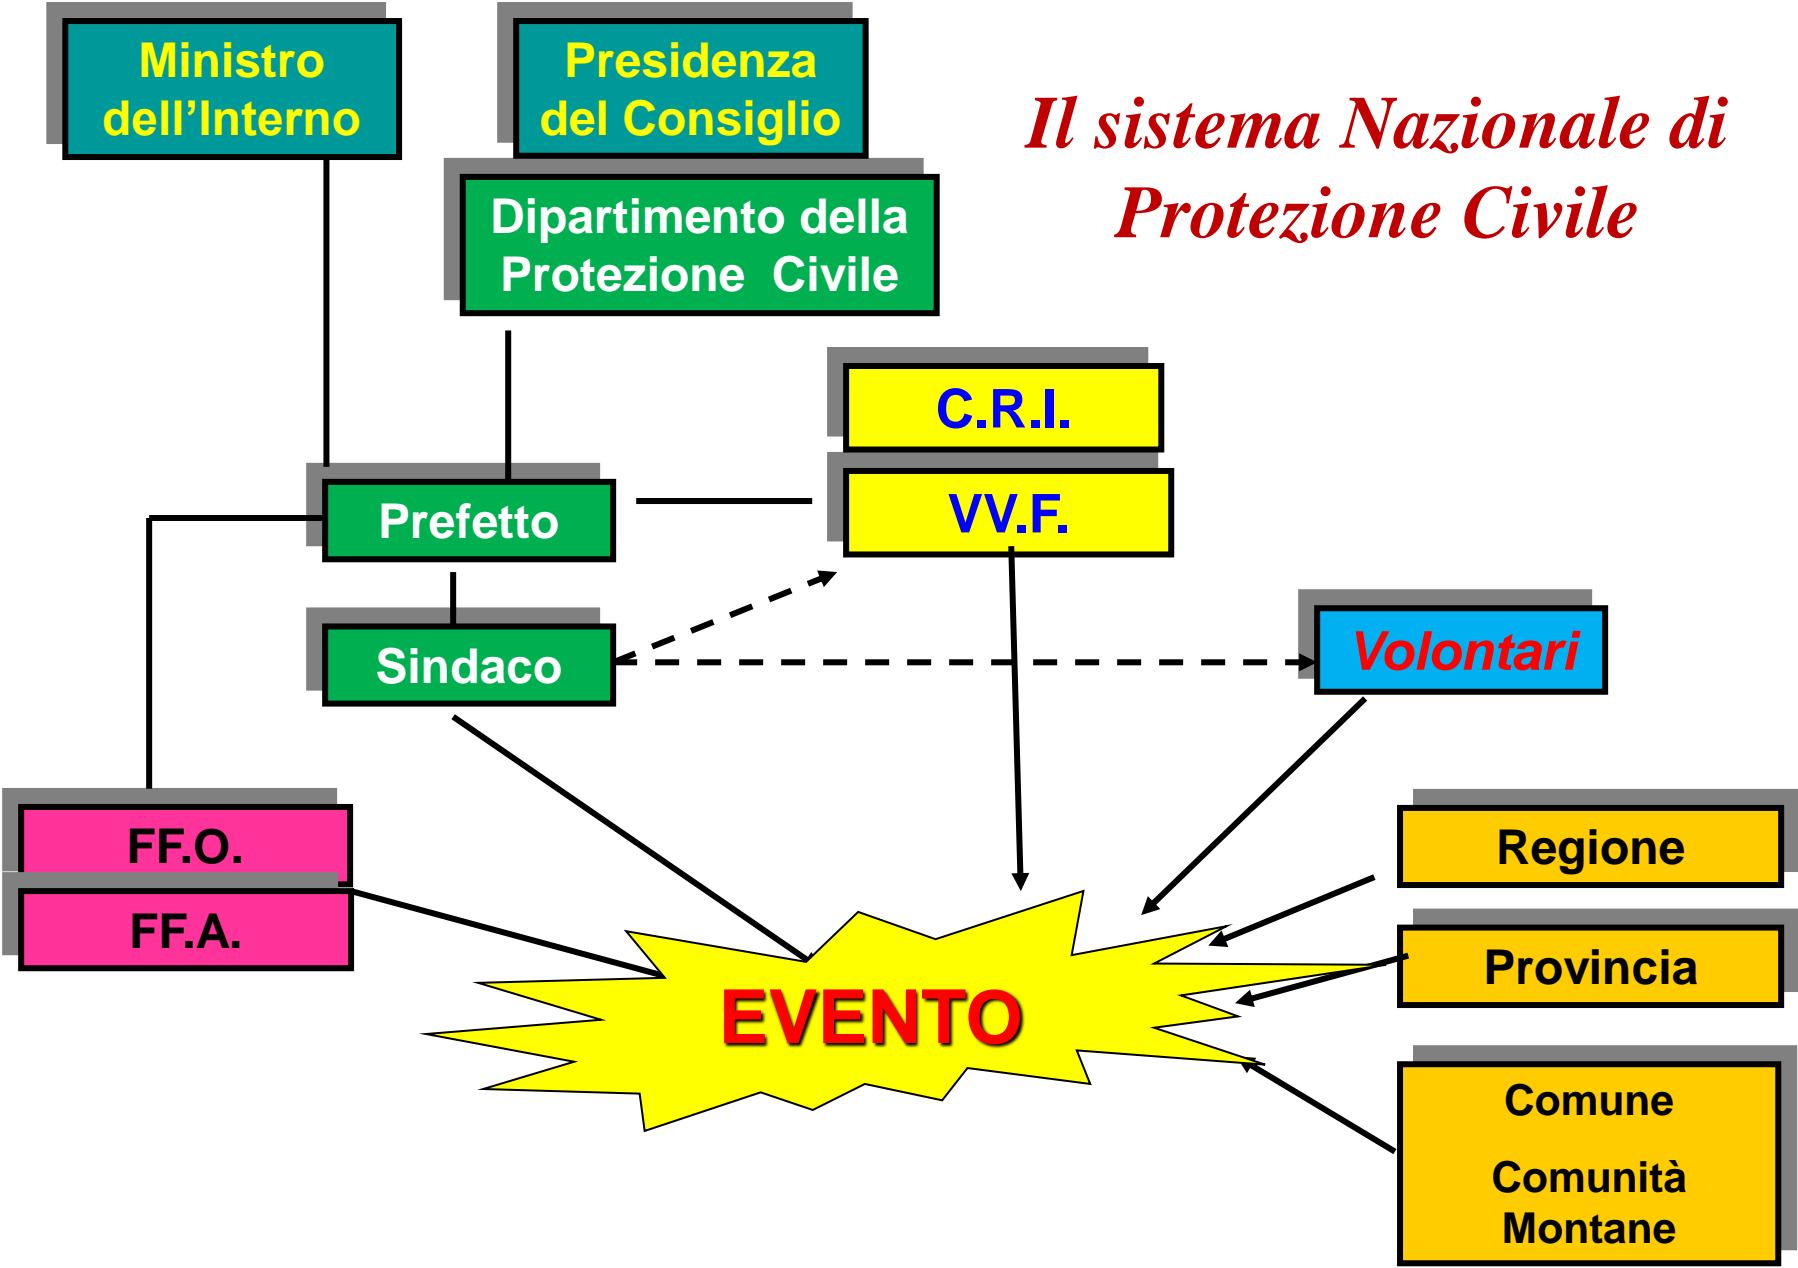 Ministro
dell’Interno
Presidenza
del Consiglio
Il sistema Nazionale di
Protezione Civile
Dipartimento della
Protezione  Civile
C.R.I.
VV.F.
Prefetto
Sindaco
Volontari
FF.O.
FF.A.
Regione
Provincia
EVENTO
Comune
Comunità
Montane